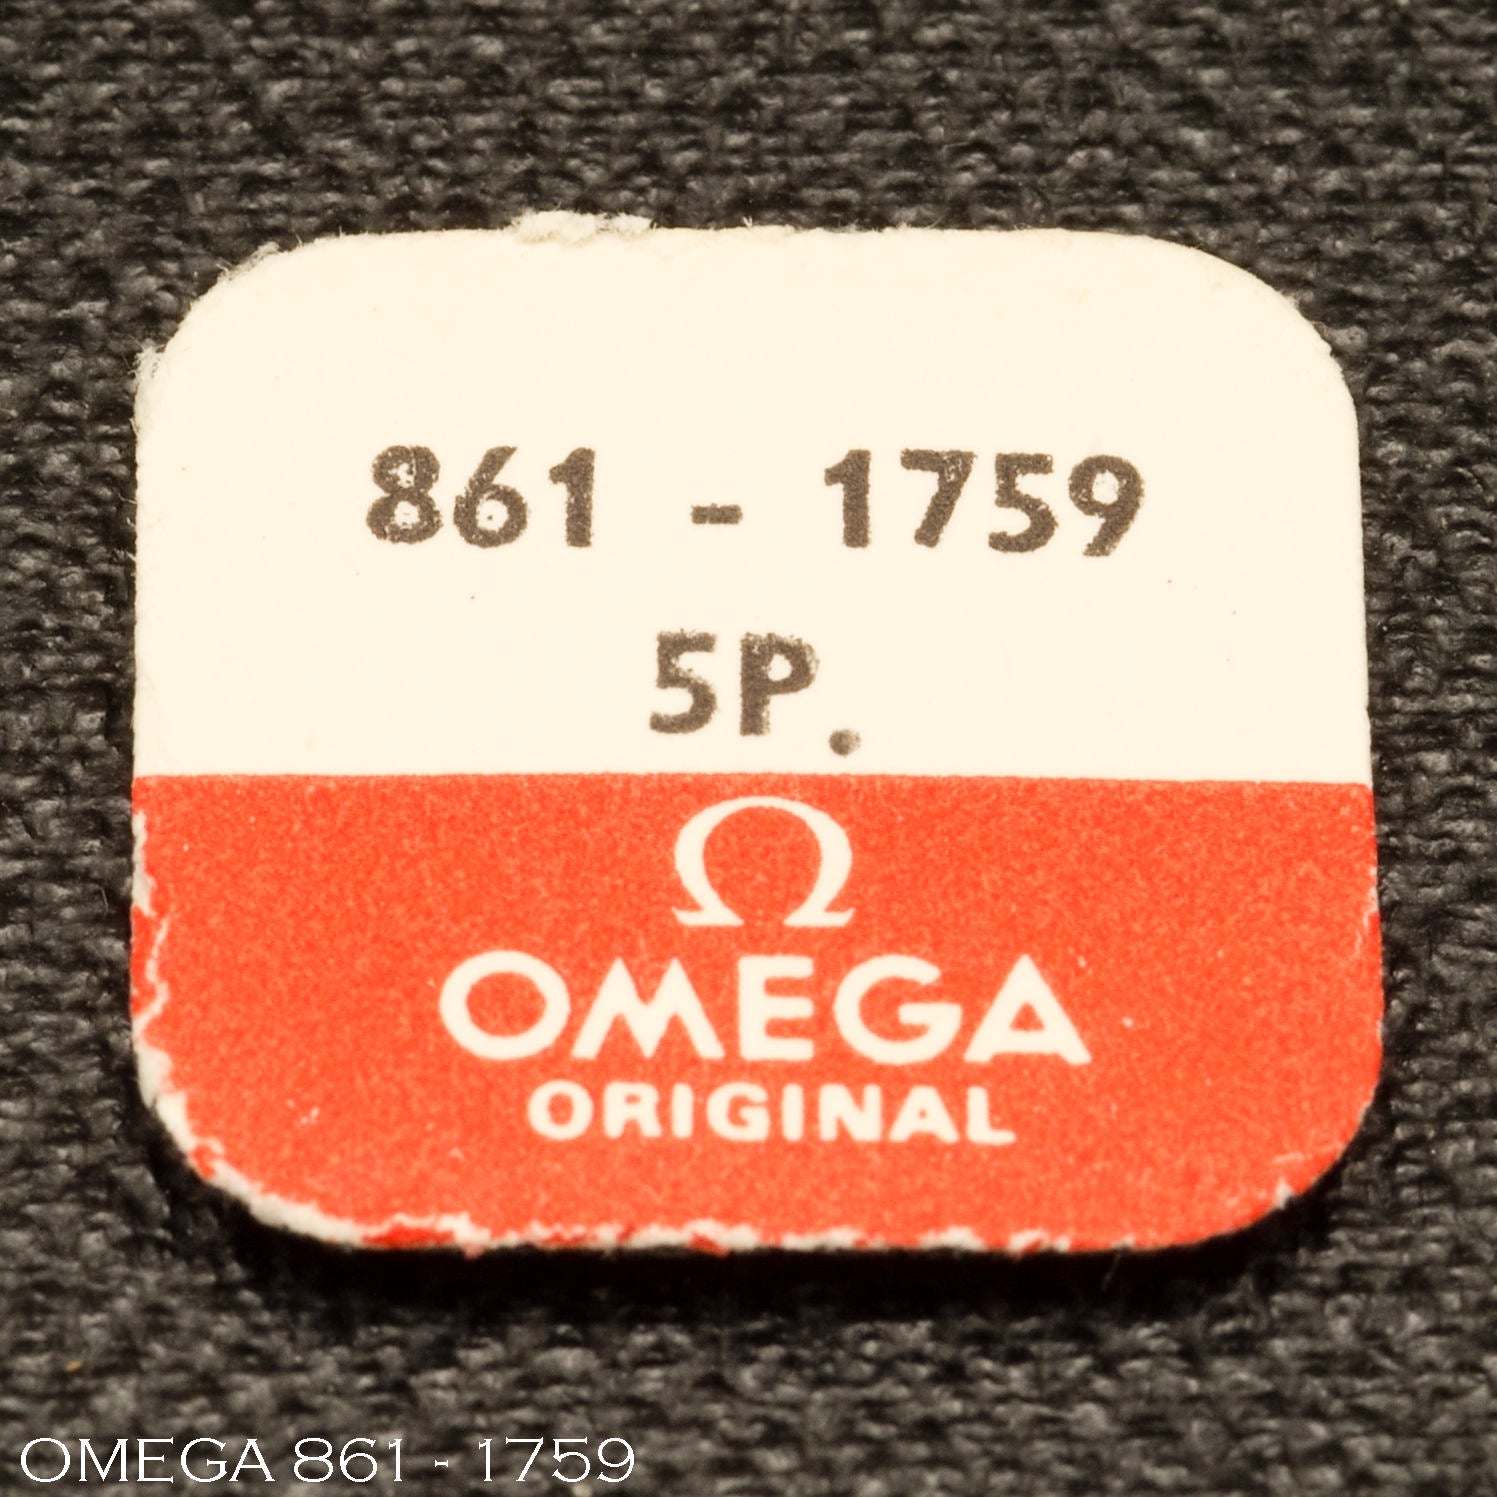 861 - 1759
5P.
Ω
OMEGA
ORIGINAL
OMEGA 861 - 1759